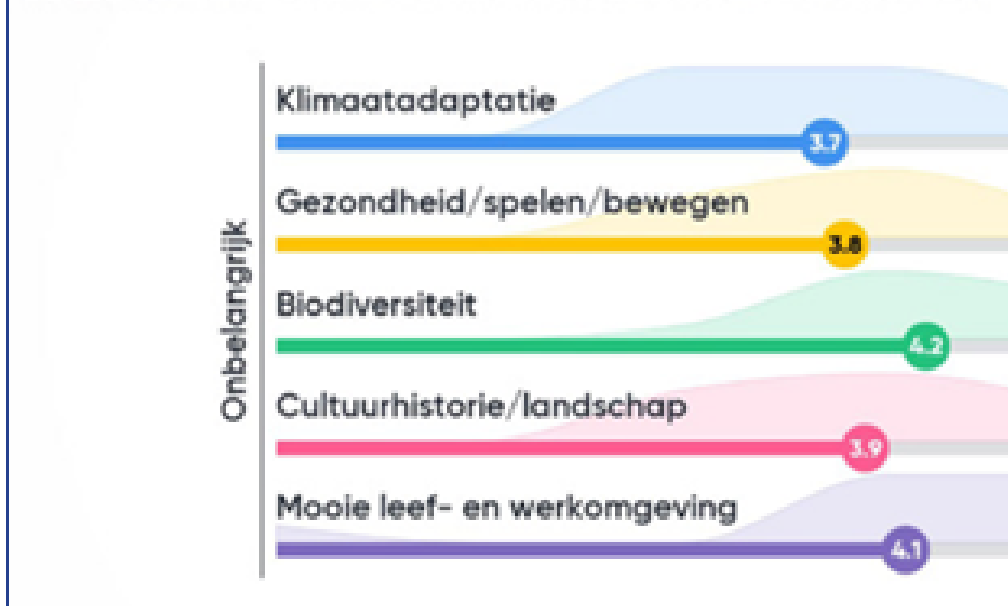 Onbelangrijk
Klimaatadaptatie
3.7
Gezondheid/spelen/bewegen
3.8
Biodiversiteit
4.2
Cultuurhistorie/landschap
3.9
Mooie leef- en werkomgeving
4.1